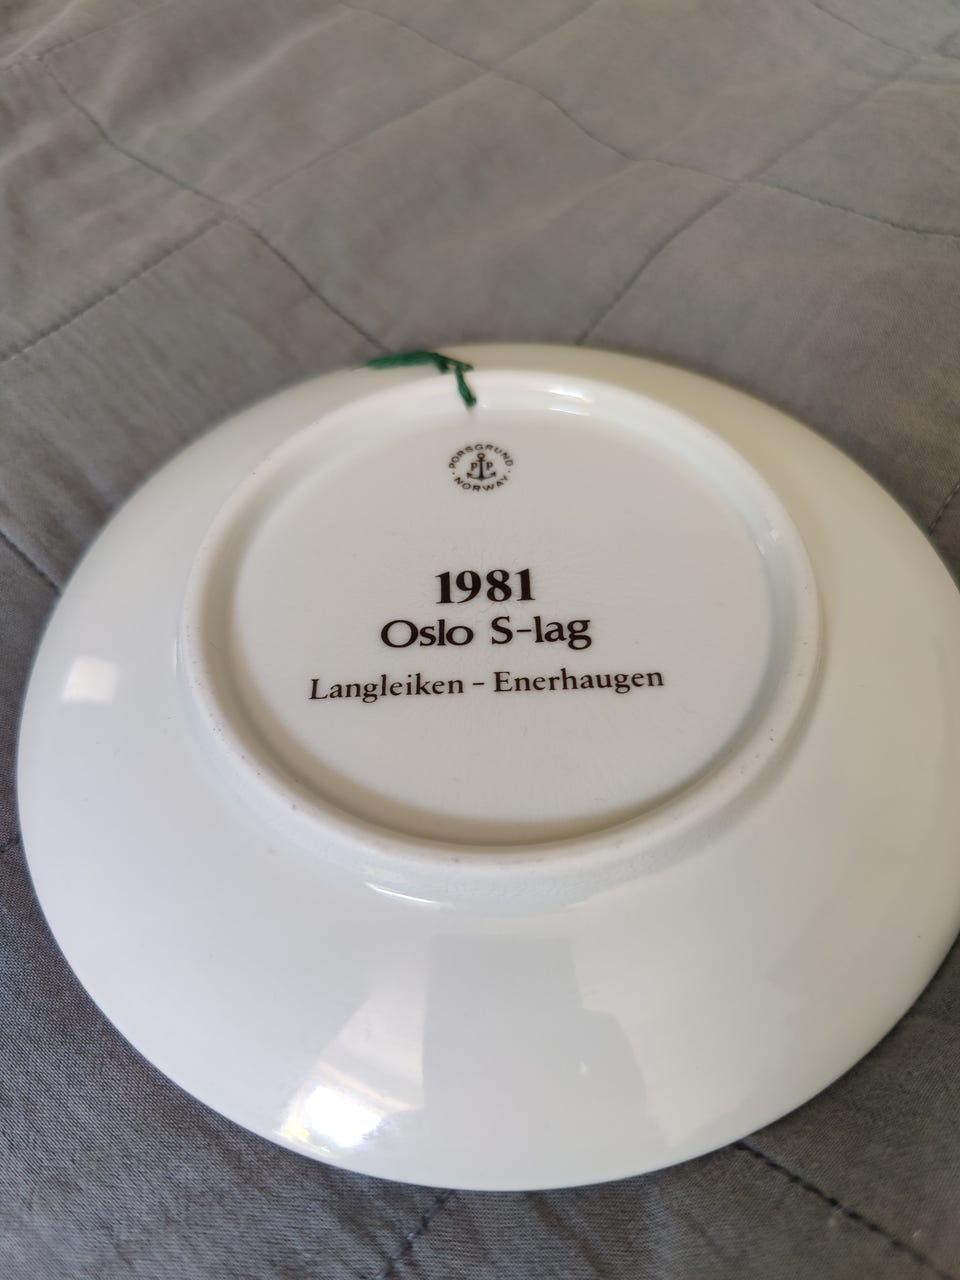 PORSGRUND
P P
NORWAY
1981
Oslo S-lag
Langleiken - Enerhaugen